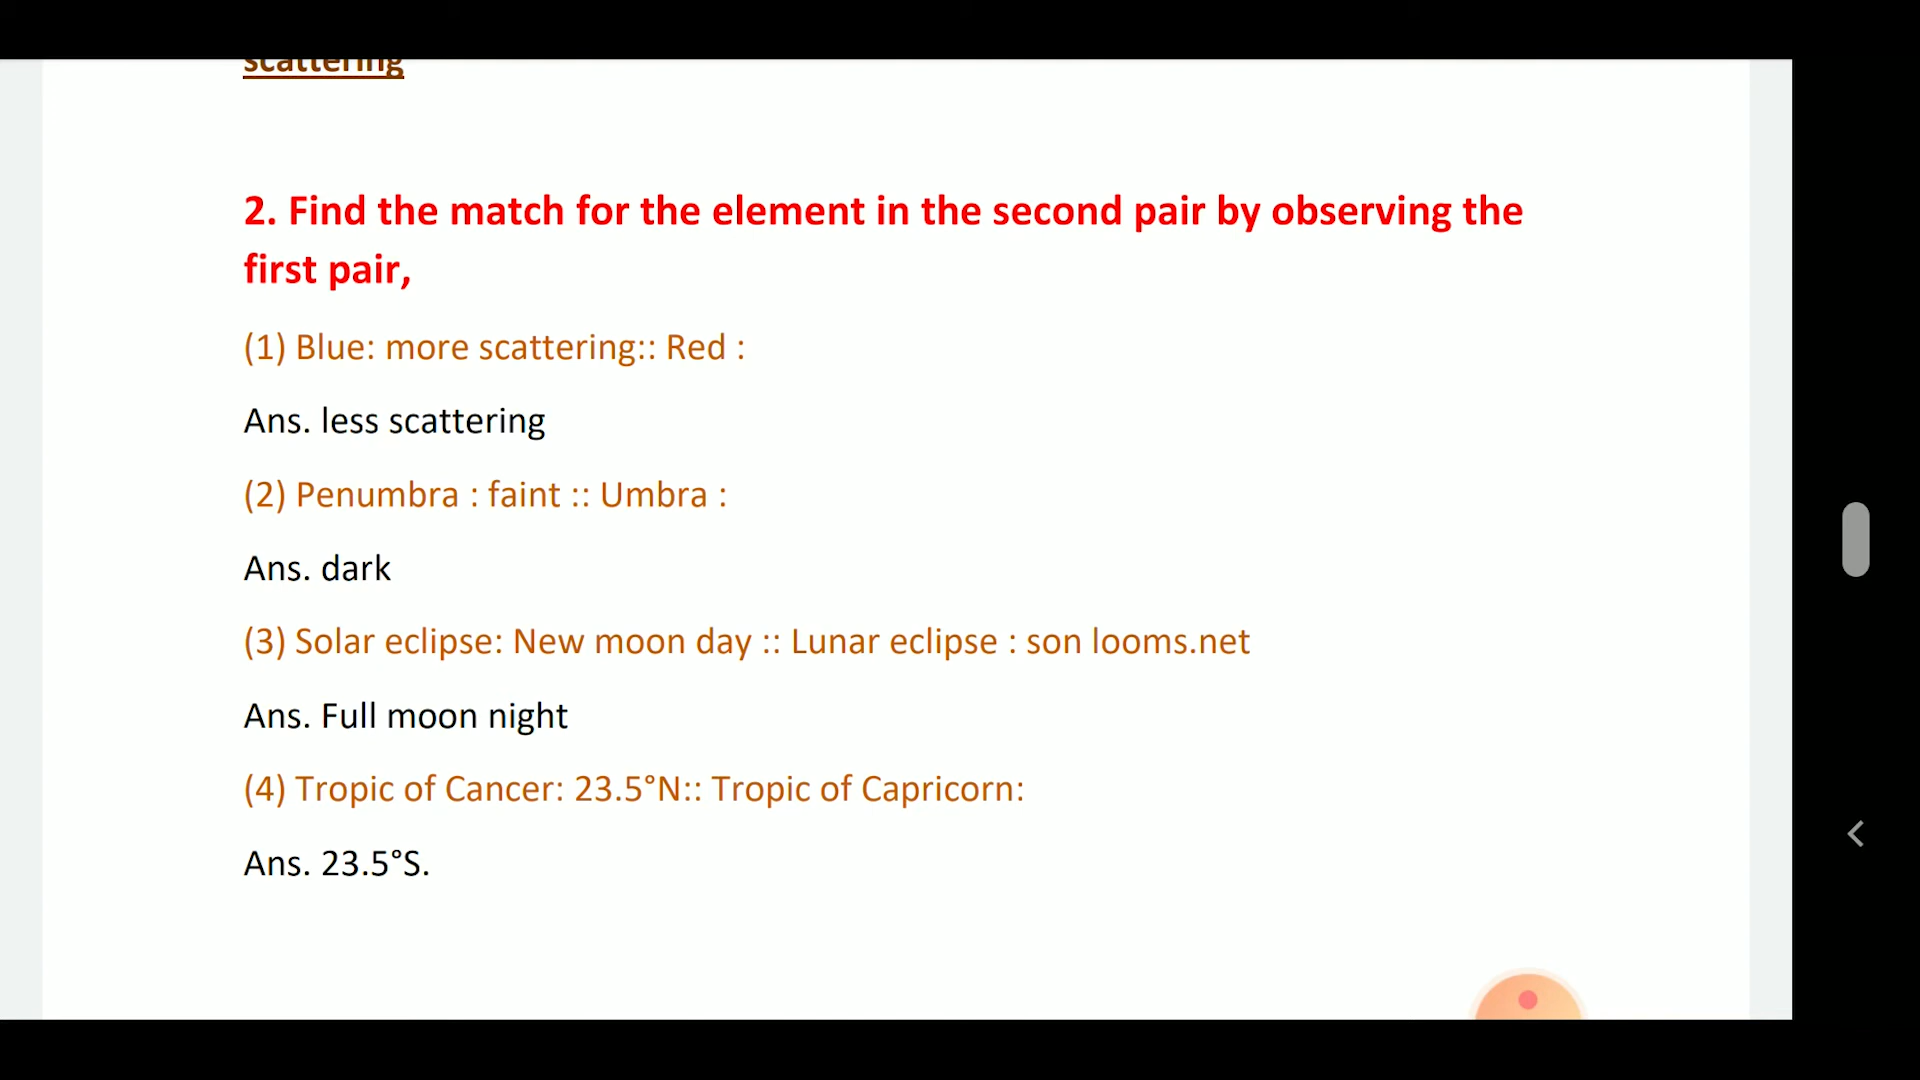 scattering
2. Find the match for the element in the second pair by observing the
first pair,
(1) Blue: more scattering:: Red :
Ans. less scattering
(2) Penumbra : faint :: Umbra :
Ans. dark
(3) Solar eclipse: New moon day :: Lunar eclipse : son looms.net
Ans. Full moon night
(4) Tropic of Cancer: 23.5°N:: Tropic of Capricorn:
Ans. 23.5°S.